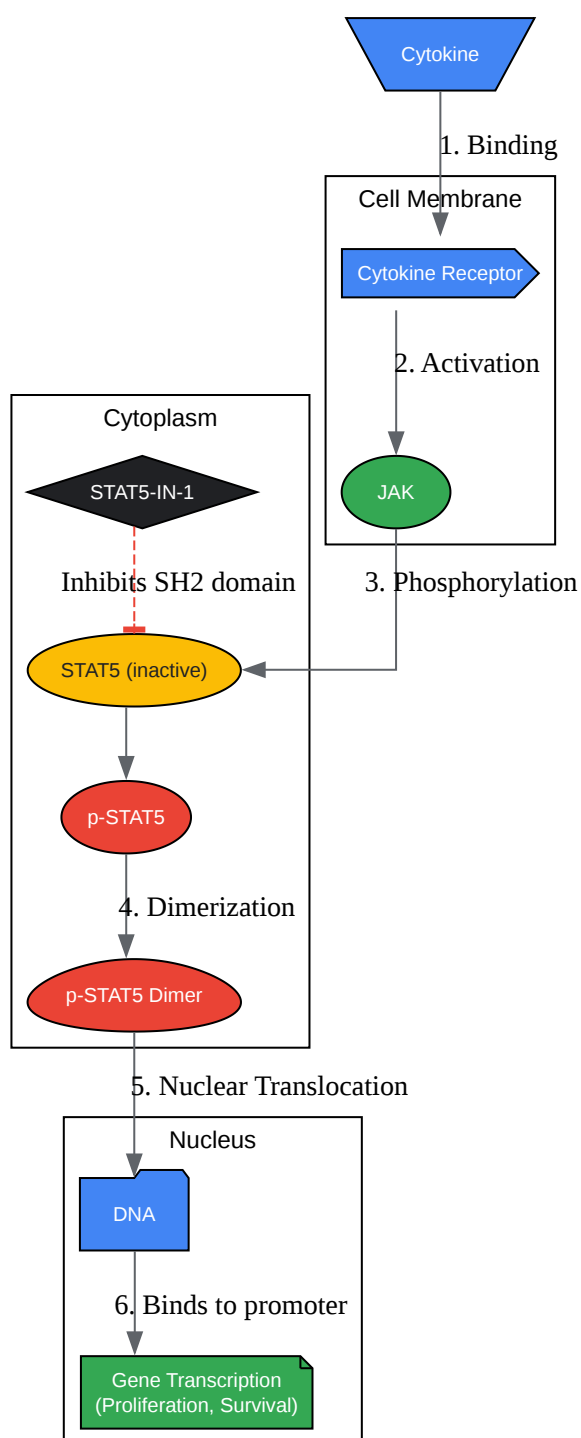 Cytokine
1. Binding
Cell Membrane
Cytokine Receptor
2. Activation
Cytoplasm
STAT5-IN-1
JAK
Inhibits SH2 domain
3. Phosphorylation
STAT5 (inactive)
p-STAT5
4. Dimerization
p-STAT5 Dimer
5. Nuclear Translocation
Nucleus
DNA
6. Binds to promoter
Gene Transcription
(Proliferation, Survival)